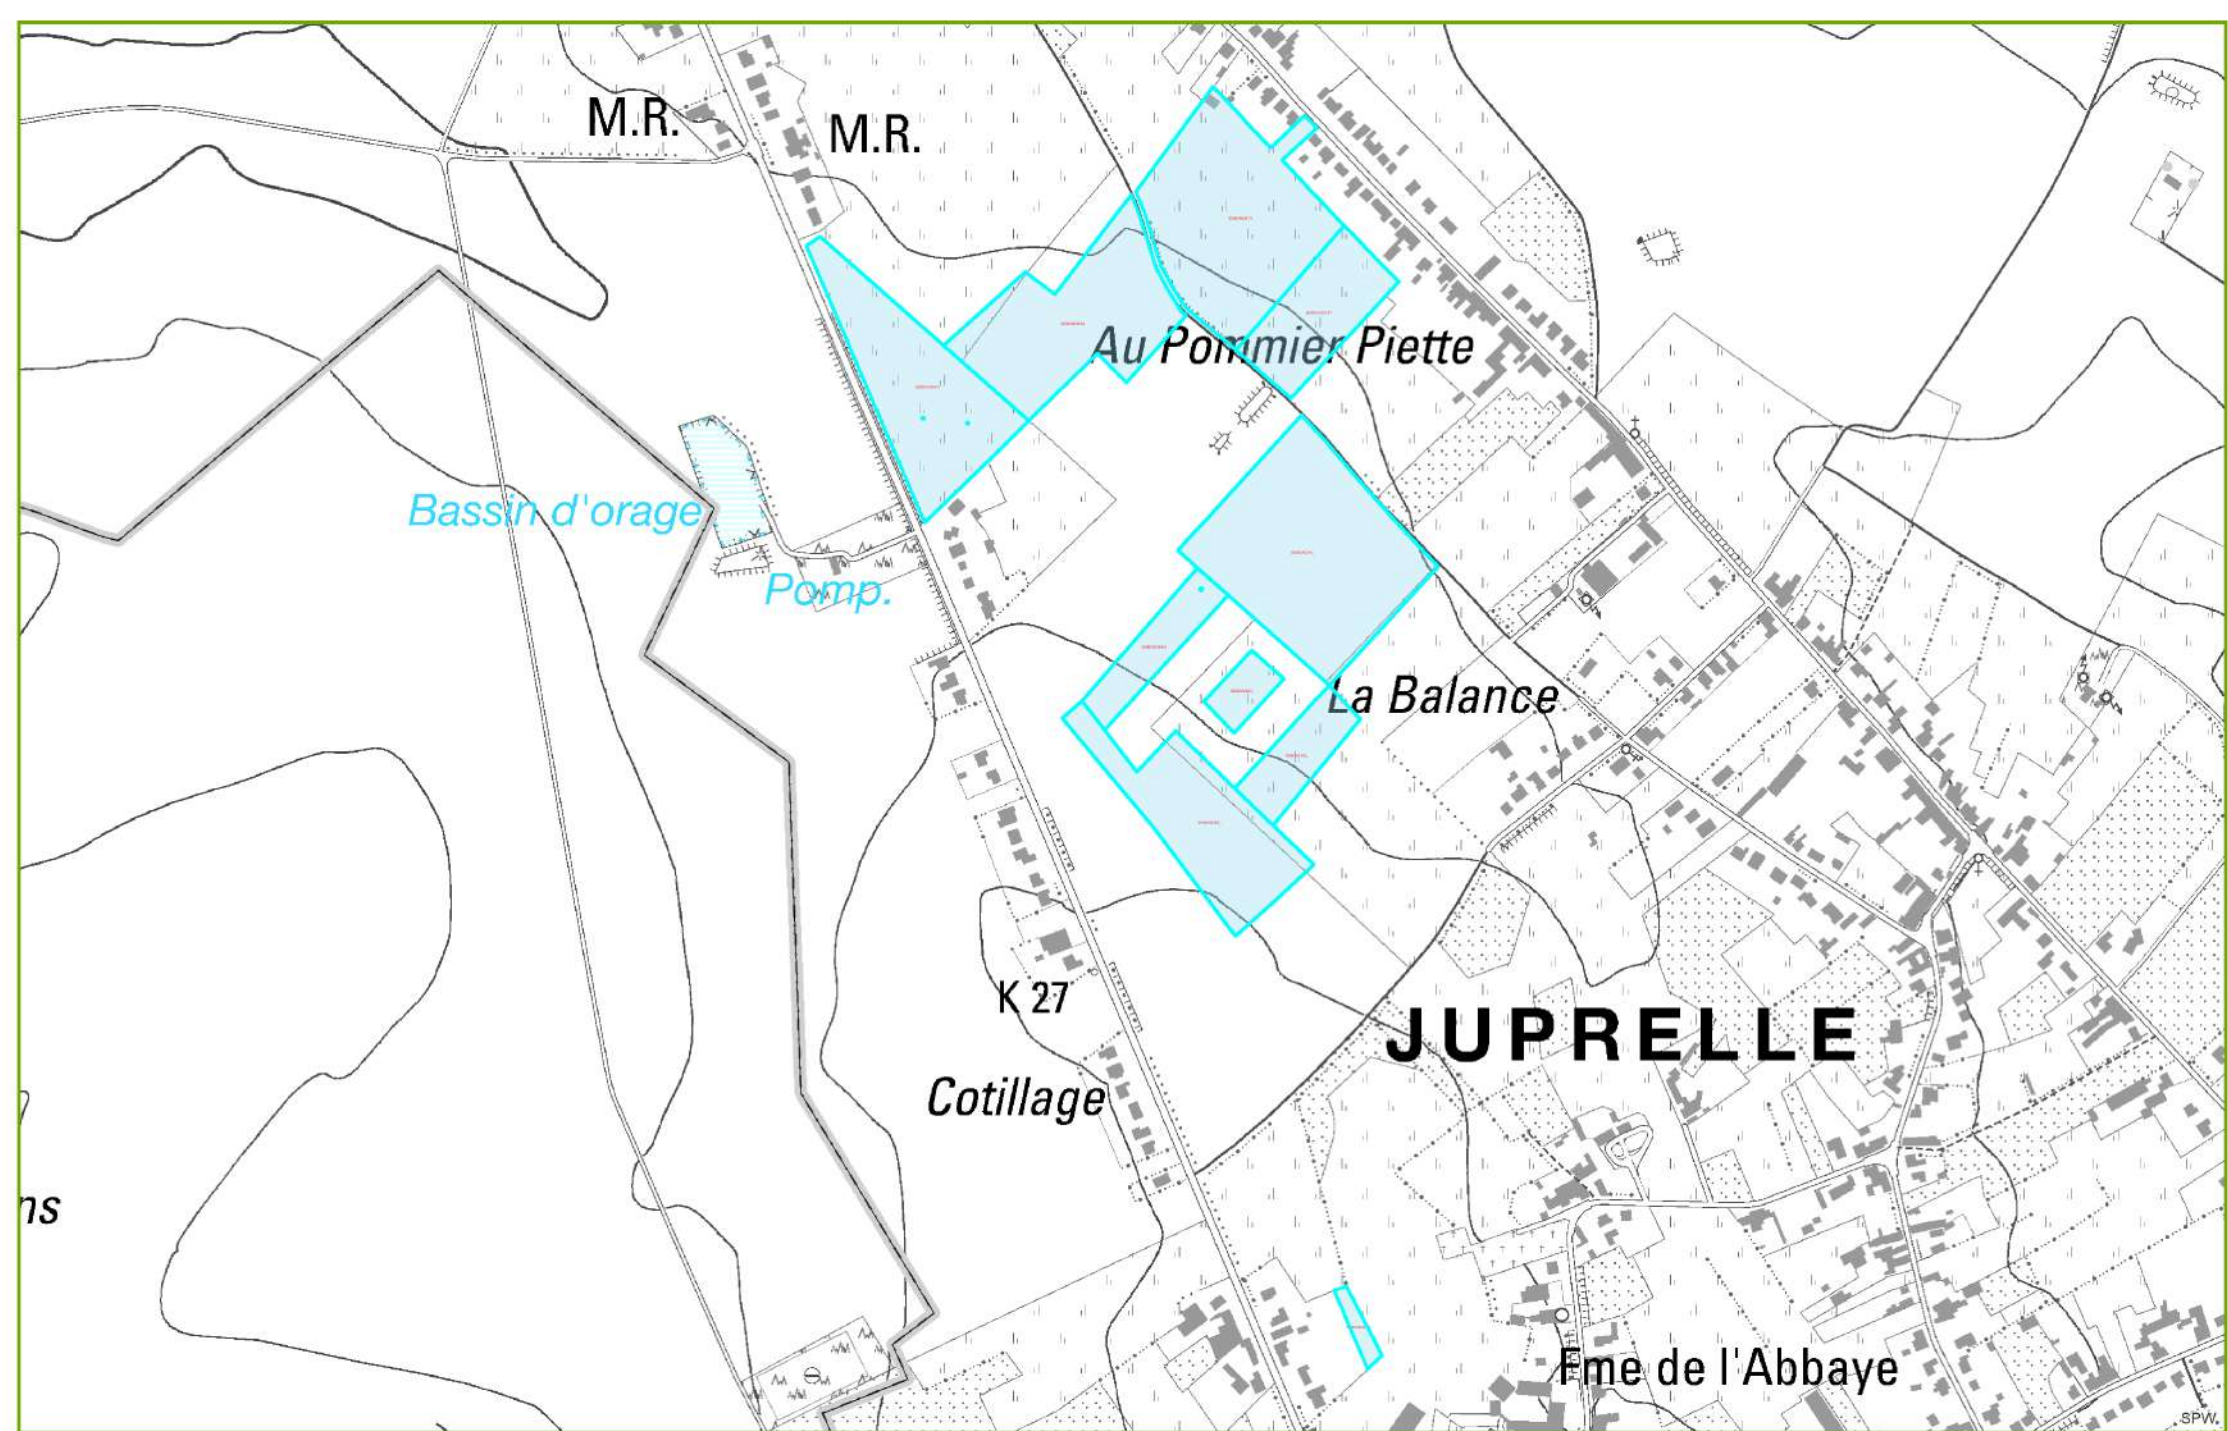 M.R.
M.R.
Au Pommier Piette
Bassin d'orage
Pomp.
La Balance
K 27
JUPRELLE
Cotillage
ns
Fme de l'Abbaye
SPW